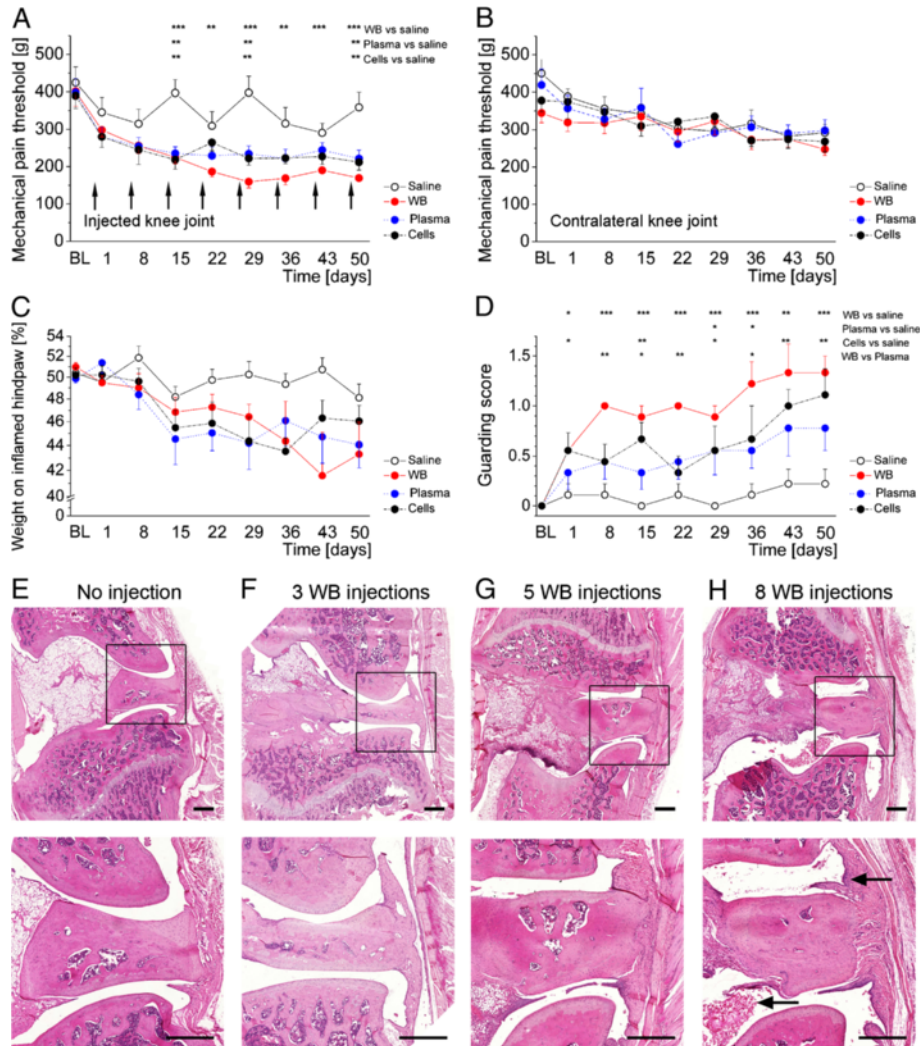 A
*** ** *** ** *** *** WB vs saline
** ** ** Plasma vs saline
** ** ** Cells vs saline
Mechanical pain threshold [g]
500
400
300
200
100
0
Injected knee joint
Saline
WB
Plasma
Cells
BL 1 8 15 22 29 36 43 50
Time [days]
B
Mechanical pain threshold [g]
500
400
300
200
100
0
Contralateral knee joint
Saline
WB
Plasma
Cells
BL 1 8 15 22 29 36 43 50
Time [days]
C
Weight on inflamed hindpaw [%]
54
52
50
48
46
44
42
40
0
Saline
WB
Plasma
Cells
BL 1 8 15 22 29 36 43 50
Time [days]
D
* *** *** *** *** *** ** *** WB vs saline
* * Plasma vs saline
* ** * ** ** Cells vs saline
** * ** * WB vs Plasma
Guarding score
1.5
1.0
0.5
0
Saline
WB
Plasma
Cells
BL 1 8 15 22 29 36 43 50
Time [days]
E No injection
F 3 WB injections
G 5 WB injections
H 8 WB injections